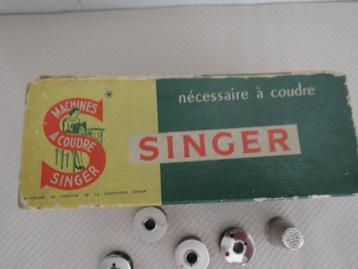 nécessaire à coudre
MACHINES
À COUDRE
SINGER
*
SINGER